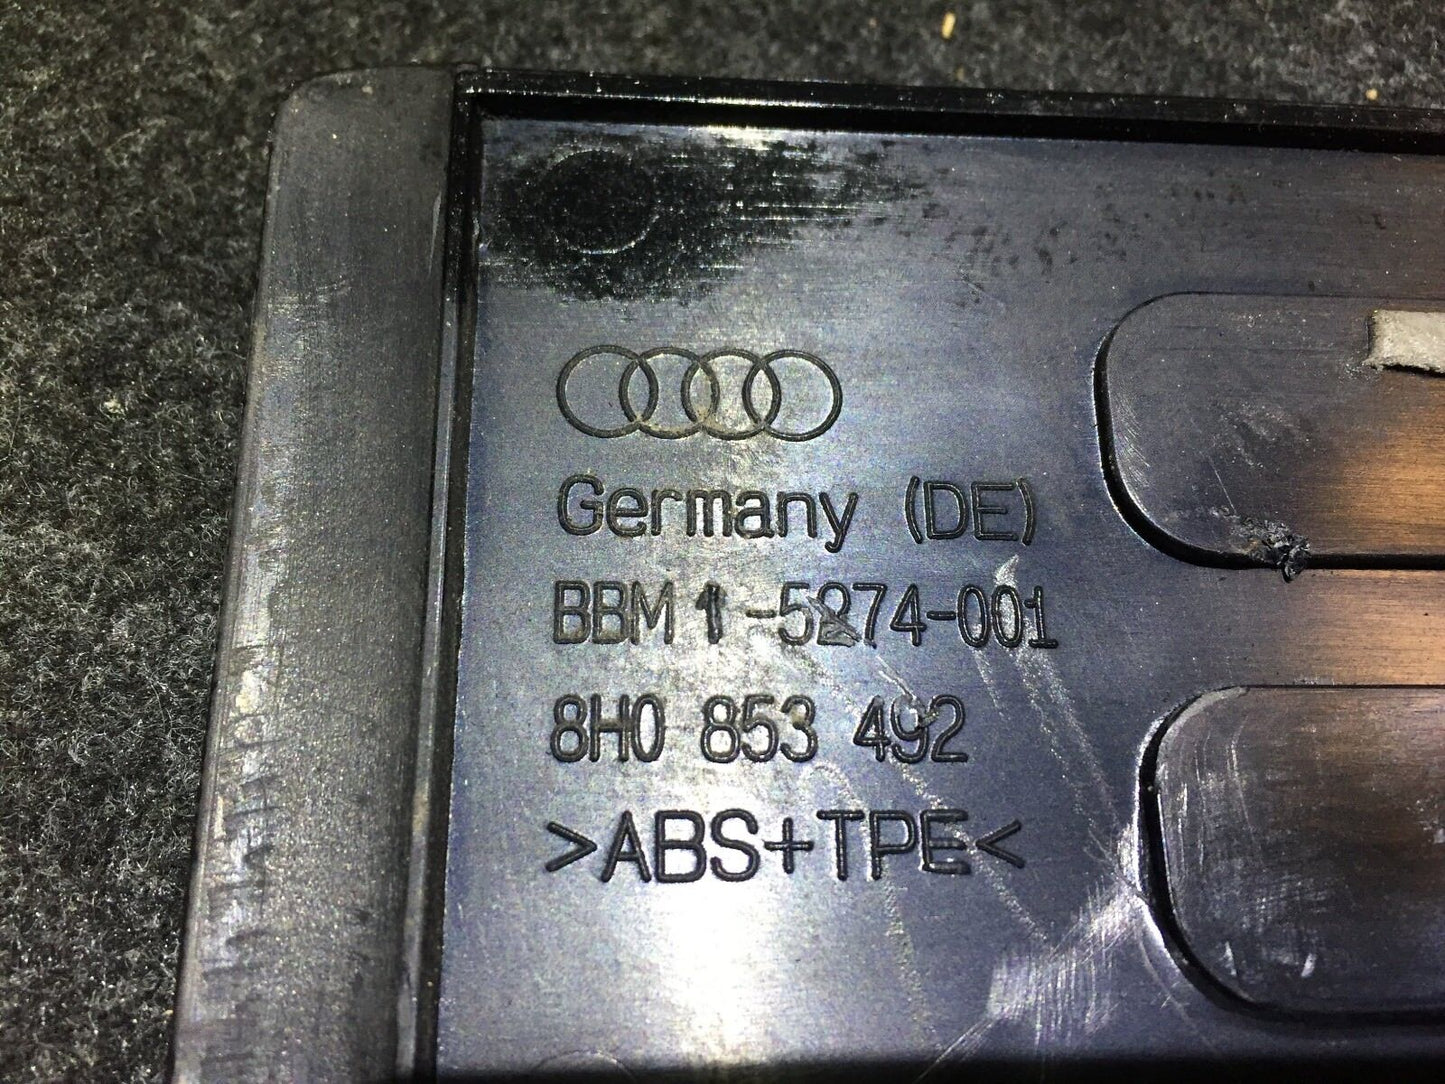 Germany (DE)
BBM 1-5274-001
8H0 853 492
>ABS+TPE<